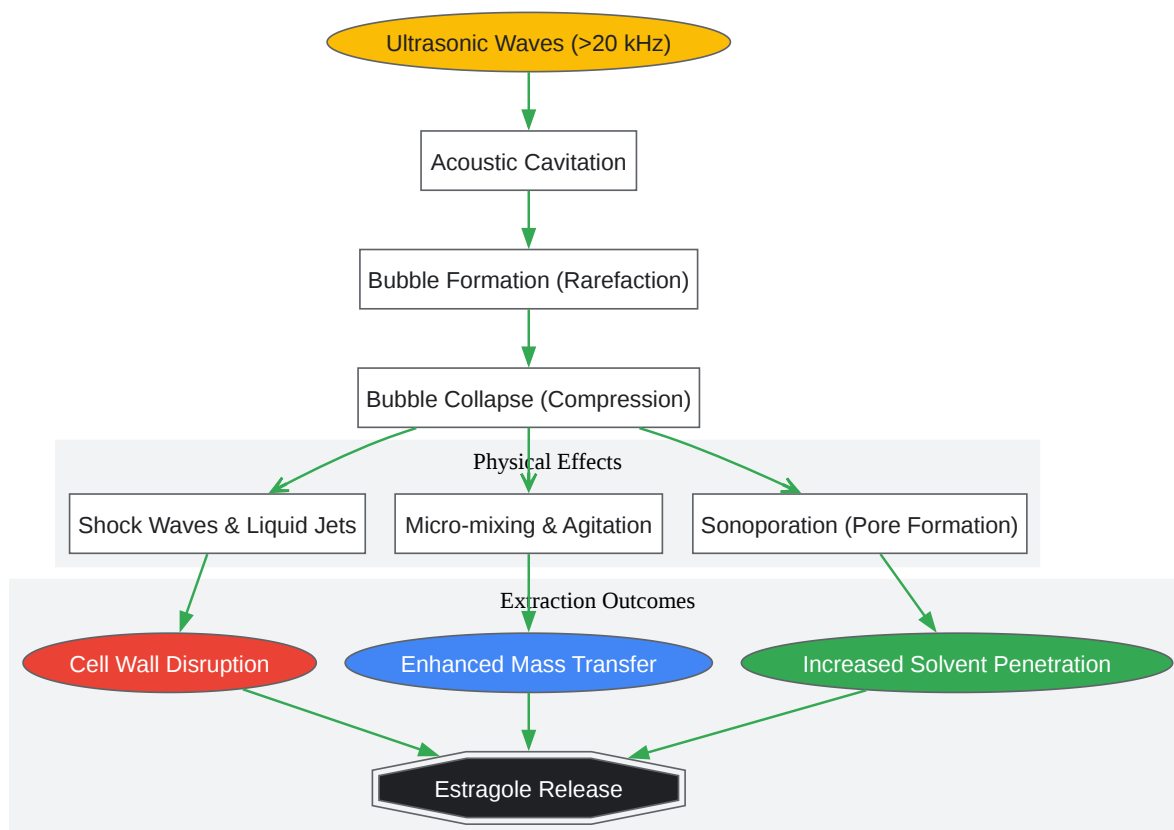 Ultrasonic Waves (>20 kHz)
Acoustic Cavitation
Bubble Formation (Rarefaction)
Bubble Collapse (Compression)
Physical Effects
Shock Waves & Liquid Jets
Micro-mixing & Agitation
Sonoporation (Pore Formation)
Extraction Outcomes
Cell Wall Disruption
Enhanced Mass Transfer
Increased Solvent Penetration
Estragole Release